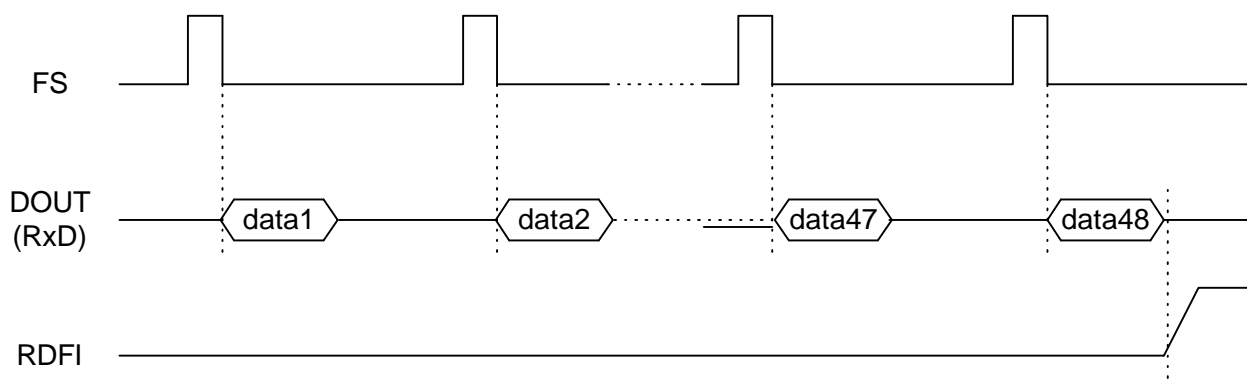 FS
DOUT
(RxD)
data1
data2
data47
data48
RDFI